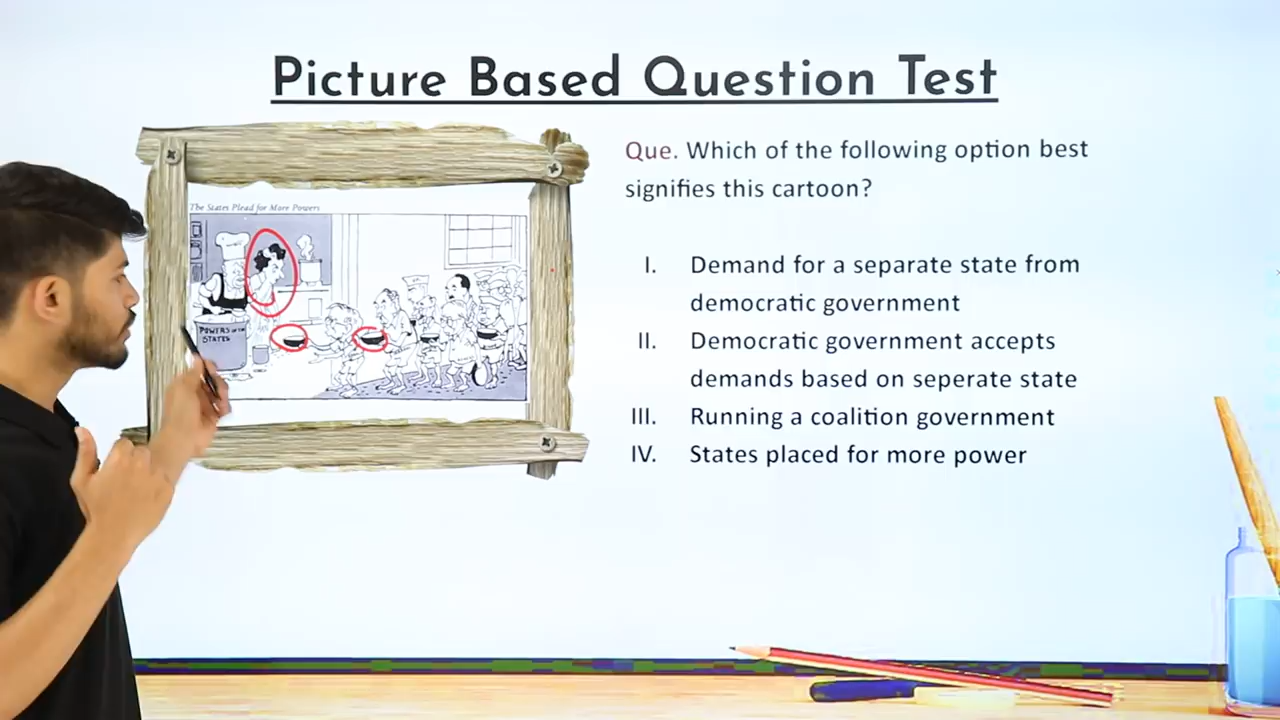 Picture Based Question Test
The States Plead for More Powers
POWERS OF THE
STATES
Que. Which of the following option best
signifies this cartoon?
I. Demand for a separate state from
democratic government
II. Democratic government accepts
demands based on seperate state
III. Running a coalition government
IV. States placed for more power